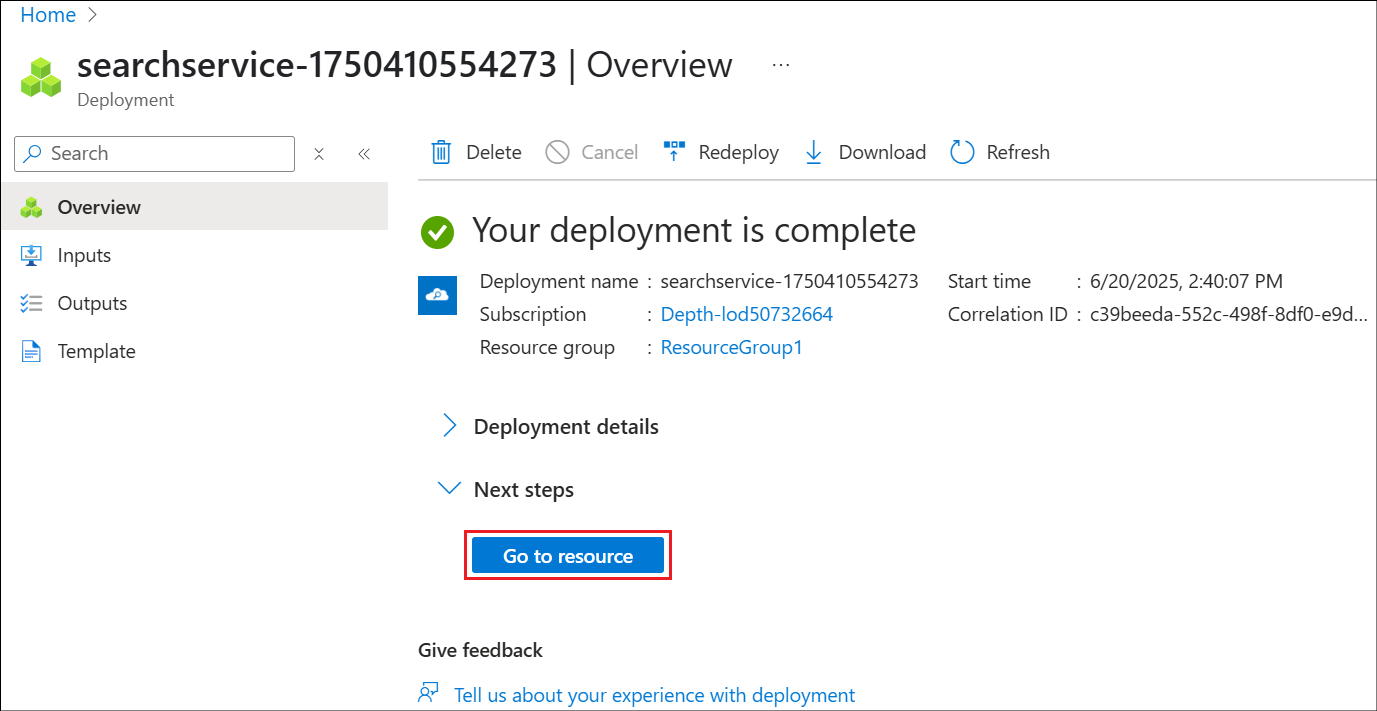 Home
searchservice-1750410554273 | Overview ...
Deployment
Search
Delete Cancel Redeploy Download Refresh
Overview
Inputs
Outputs
Template
Your deployment is complete
Deployment name : searchservice-1750410554273 Start time : 6/20/2025, 2:40:07 PM
Subscription : Depth-lod50732664 Correlation ID : c39beeda-552c-498f-8df0-e9d...
Resource group : ResourceGroup1
Deployment details
Next steps
Go to resource
Give feedback
Tell us about your experience with deployment